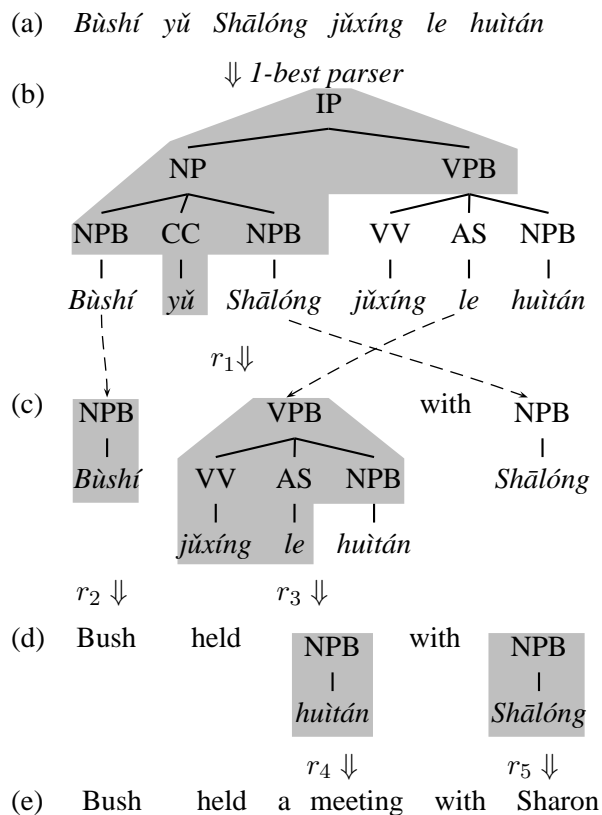 (a) Bùshí yǔ Shālóng jǔxíng le huìtán
⇓ 1-best parser
(b) IP
NP VPB
NPB CC NPB VV AS NPB
Bùshí yǔ Shālóng jǔxíng le huìtán
r1 ⇓
(c) NPB VPB with NPB
Bùshí VV AS NPB Shālóng
jǔxíng le huìtán
r2 ⇓ r3 ⇓
(d) Bush held NPB with NPB
huìtán Shālóng
r4 ⇓ r5 ⇓
(e) Bush held a meeting with Sharon